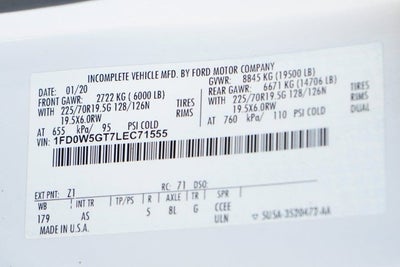 INCOMPLETE VEHICLE MFD. BY FORD MOTOR COMPANY
DATE: 01/20 GVWR: 8845 KG (19500 LB)
FRONT GAWR: 2722 KG ( 6000 LB) REAR GAWR: 6671 KG (14706 LB)
WITH 225/70R19.5G 128/126N TIRES WITH 225/70R19.5G 128/126N TIRES
19.5X6.0RW RIMS 19.5X6.0RW RIMS
AT 655 kPa/ 95 PSI COLD AT 760 kPa/ 110 PSI COLD DUAL
VIN: 1FD0W5GT7LEC71555
EXT PNT: Z1 RC: 71 DSO:
WB INT TR TP/PS R AXLE TR SPR
179 AS 5 8L G CCEE
MADE IN U.S.A. ULN